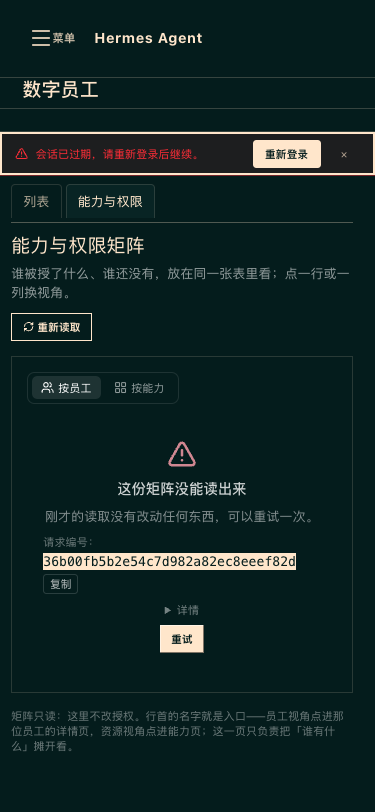 菜单 Hermes Agent
数字员工
会话已过期，请重新登录后继续。 重新登录 ×
列表 能力与权限
能力与权限矩阵
谁被授了什么、谁还没有，放在同一张表里看；点一行或一
列换视角。
重新读取
按员工 按能力
这份矩阵没能读出来
刚才的读取没有改动任何东西，可以重试一次。
请求编号：
36b00fb5b2e54c7d982a82ec8eeef82d
复制
▶ 详情
重试
矩阵只读：这里不改授权。行首的名字就是入口——员工视角点进那
位员工的详情页，资源视角点进能力页；这一页只负责把「谁有什
么」摊开看。